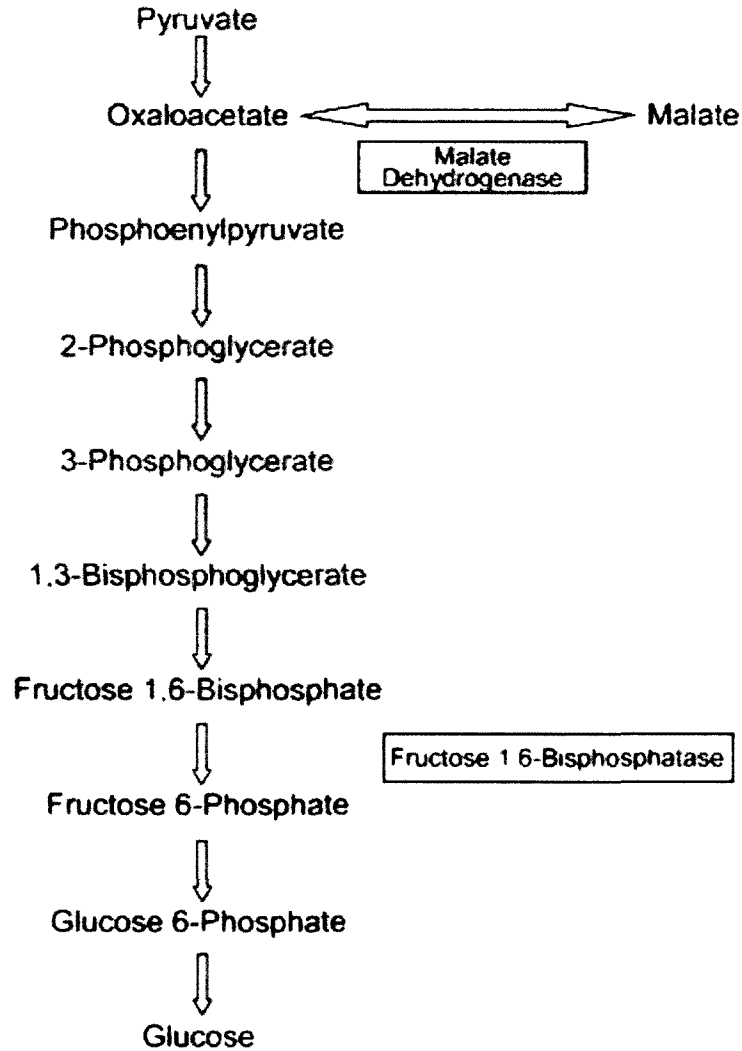 Pyruvate
Oxaloacetate
Malate
Malate
Dehydrogenase
Phosphoenylpyruvate
2-Phosphoglycerate
3-Phosphoglycerate
1.3-Bisphosphoglycerate
Fructose 1.6-Bisphosphate
Fructose 1 6-Bisphosphatase
Fructose 6-Phosphate
Glucose 6-Phosphate
Glucose